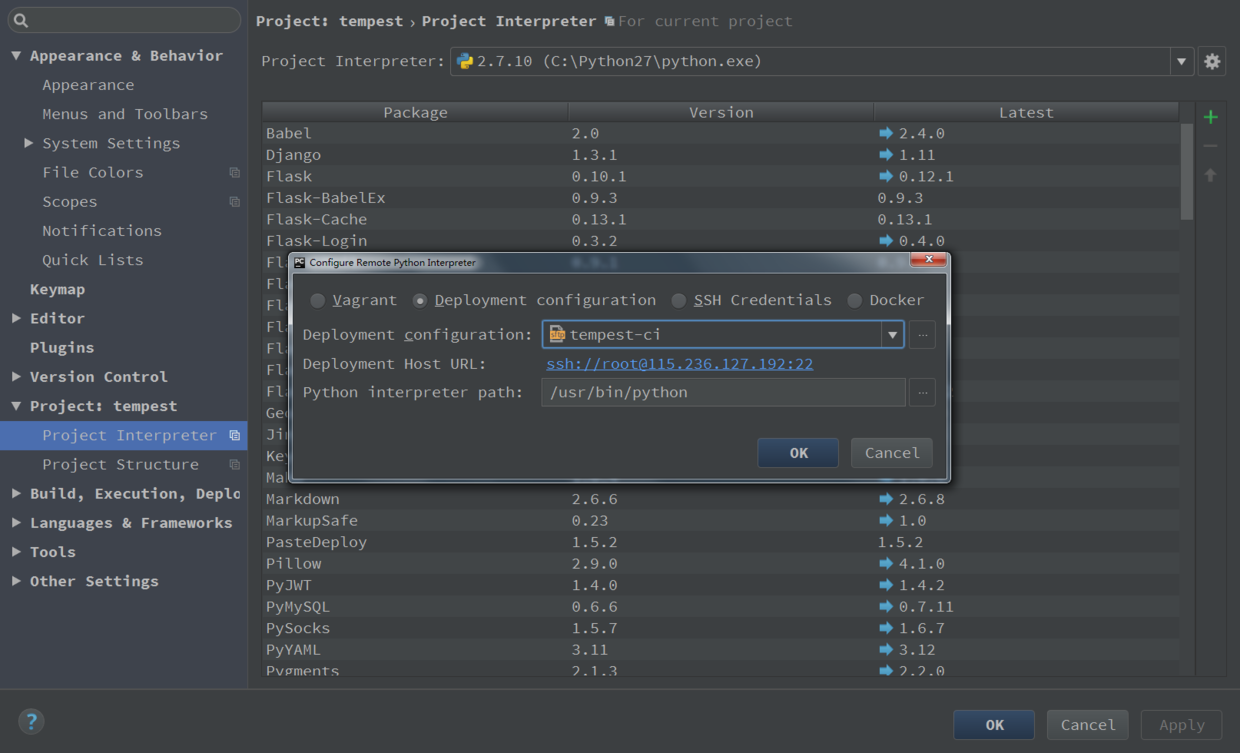 Project: tempest › Project Interpreter For current project
Appearance & Behavior
Appearance
Menus and Toolbars
System Settings
File Colors
Scopes
Notifications
Quick Lists
Keymap
Editor
Plugins
Version Control
Project: tempest
Project Interpreter
Project Structure
Build, Execution, Deplo
Languages & Frameworks
Tools
Other Settings
Project Interpreter: 2.7.10 (C:\Python27\python.exe)
Package Version Latest
Babel 2.0 2.4.0
Django 1.3.1 1.11
Flask 0.10.1 0.12.1
Flask-BabelEx 0.9.3 0.9.3
Flask-Cache 0.13.1 0.13.1
Flask-Login 0.3.2 0.4.0
Fl
Fl
Fl
Fl
Fl
Fl
Fl
Geo
Jin
Key
Mak
PC Configure Remote Python Interpreter x
Vagrant Deployment configuration SSH Credentials Docker
Deployment configuration: tempest-ci ...
Deployment Host URL: ssh://root@115.236.127.192:22
Python interpreter path: /usr/bin/python ...
OK Cancel
Markdown 2.6.6 2.6.8
MarkupSafe 0.23 1.0
PasteDeploy 1.5.2 1.5.2
Pillow 2.9.0 4.1.0
PyJWT 1.4.0 1.4.2
PyMySQL 0.6.6 0.7.11
PySocks 1.5.7 1.6.7
PyYAML 3.11 3.12
Pygments 2.1.3 2.2.0
? OK Cancel Apply